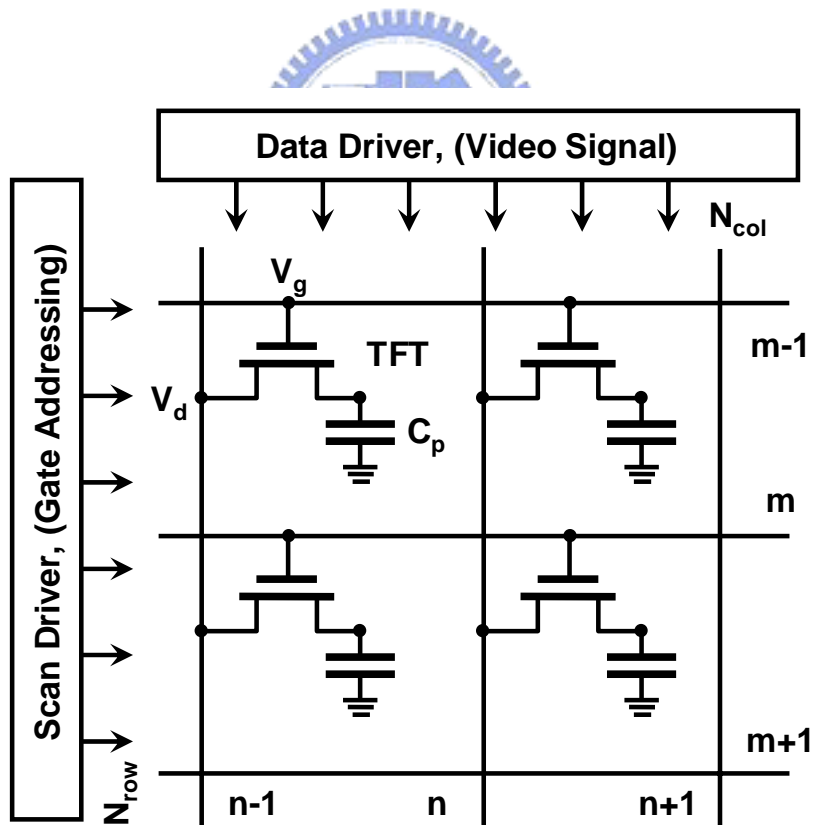 Data Driver, (Video Signal)
Scan Driver, (Gate Addressing)
N_col
V_g
TFT
m-1
V_d
C_p
m
m+1
N_row
n-1
n
n+1